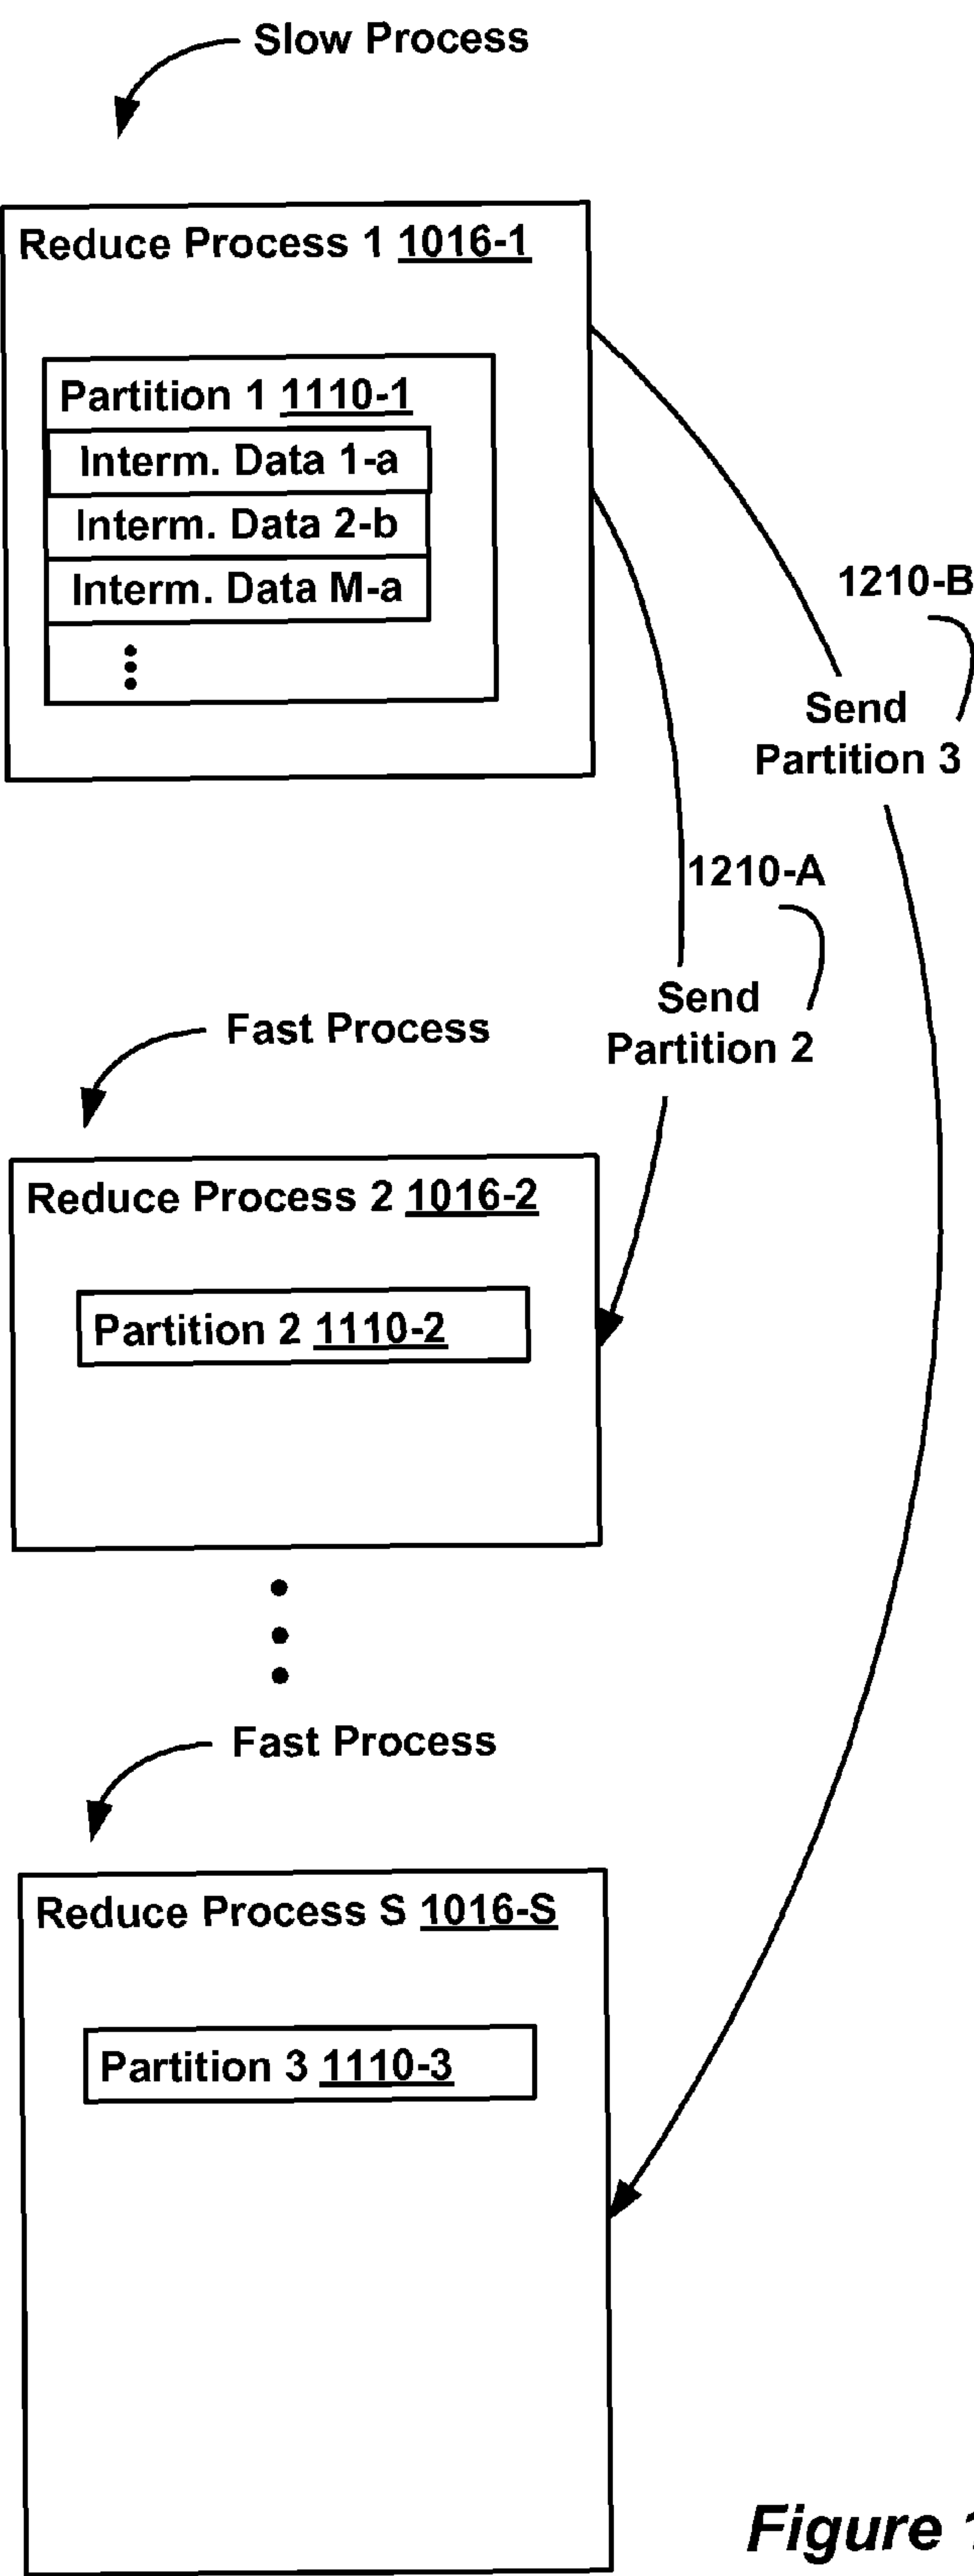 Slow Process
Reduce Process 1 1016-1
Partition 1 1110-1
Interm. Data 1-a
Interm. Data 2-b
Interm. Data M-a
1210-B
Send
Partition 3
1210-A
Send
Partition 2
Fast Process
Reduce Process 2 1016-2
Partition 2 1110-2
Fast Process
Reduce Process S 1016-S
Partition 3 1110-3
Figure